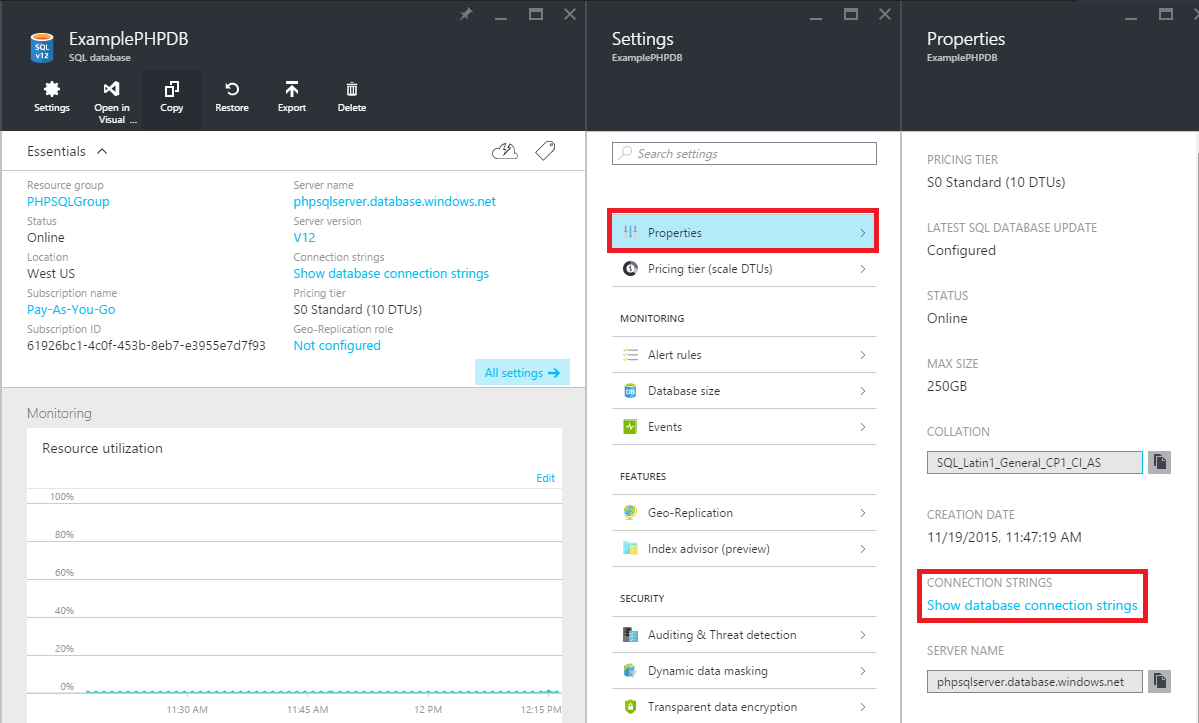 ExamplePHPDB
SQL database
SQL
v12
Settings
Open in
Visual ...
Copy
Restore
Export
Delete
Essentials
Resource group
PHPSQLGroup
Status
Online
Location
West US
Subscription name
Pay-As-You-Go
Subscription ID
61926bc1-4c0f-453b-8eb7-e3955e7d7f93
Server name
phpsqlserver.database.windows.net
Server version
V12
Connection strings
Show database connection strings
Pricing tier
S0 Standard (10 DTUs)
Geo-Replication role
Not configured
All settings
Monitoring
Resource utilization
Edit
100%
80%
60%
40%
20%
0%
11:30 AM
11:45 AM
12 PM
12:15 PM
Settings
ExamplePHPDB
Search settings
Properties
Pricing tier (scale DTUs)
MONITORING
Alert rules
DB
Database size
Events
FEATURES
Geo-Replication
Index advisor (preview)
SECURITY
Auditing & Threat detection
Dynamic data masking
Transparent data encryption
Properties
ExamplePHPDB
PRICING TIER
S0 Standard (10 DTUs)
LATEST SQL DATABASE UPDATE
Configured
STATUS
Online
MAX SIZE
250GB
COLLATION
SQL_Latin1_General_CP1_CI_AS
CREATION DATE
11/19/2015, 11:47:19 AM
CONNECTION STRINGS
Show database connection strings
SERVER NAME
phpsqlserver.database.windows.net